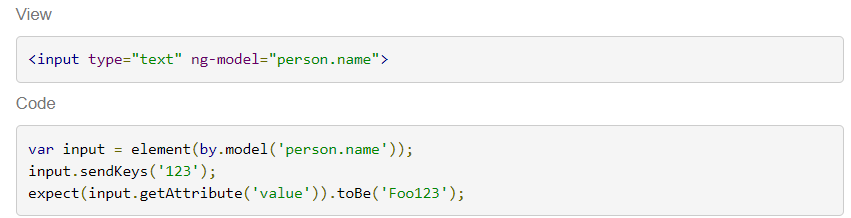 View
<input type="text" ng-model="person.name">
Code
var input = element(by.model('person.name'));
input.sendKeys('123');
expect(input.getAttribute('value')).toBe('Foo123');